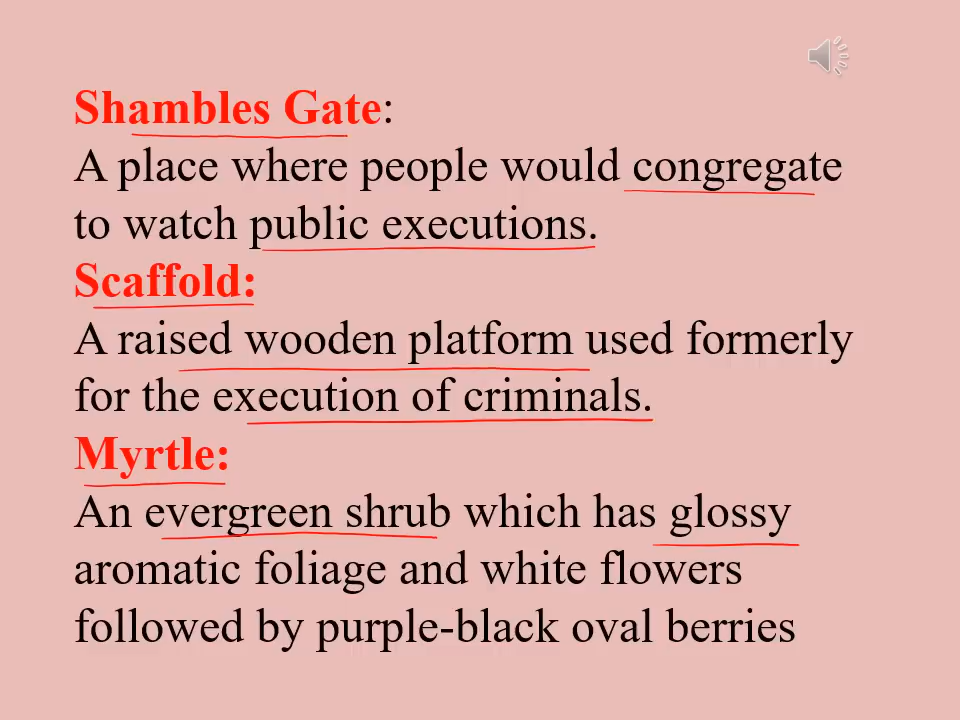 Shambles Gate:
A place where people would congregate
to watch public executions.
Scaffold:
A raised wooden platform used formerly
for the execution of criminals.
Myrtle:
An evergreen shrub which has glossy
aromatic foliage and white flowers
followed by purple-black oval berries